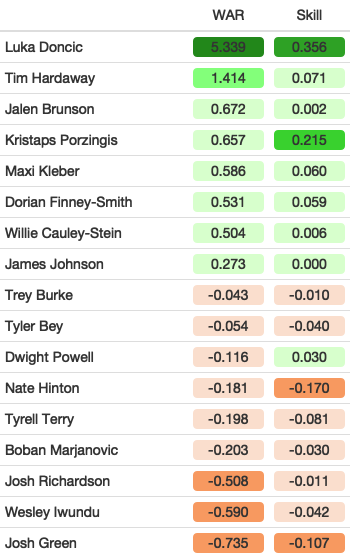 WAR Skill
Luka Doncic 5.339 0.356
Tim Hardaway 1.414 0.071
Jalen Brunson 0.672 0.002
Kristaps Porzingis 0.657 0.215
Maxi Kleber 0.586 0.060
Dorian Finney-Smith 0.531 0.059
Willie Cauley-Stein 0.504 0.006
James Johnson 0.273 0.000
Trey Burke -0.043 -0.010
Tyler Bey -0.054 -0.040
Dwight Powell -0.116 0.030
Nate Hinton -0.181 -0.170
Tyrell Terry -0.198 -0.081
Boban Marjanovic -0.203 -0.030
Josh Richardson -0.508 -0.011
Wesley Iwundu -0.590 -0.042
Josh Green -0.735 -0.107